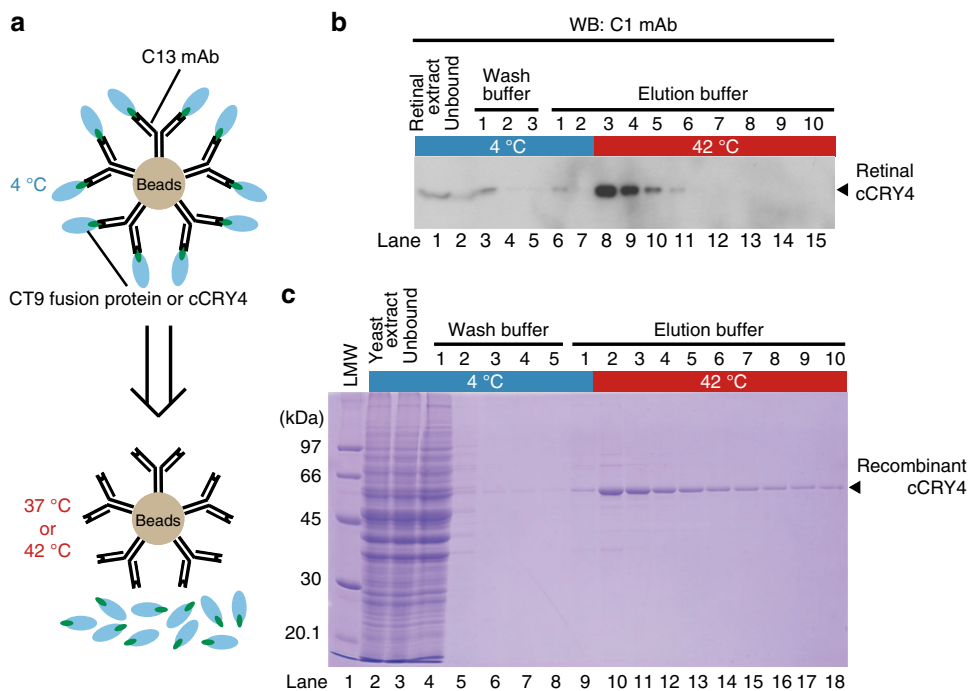 a
C13 mAb
4 °C
Beads
CT9 fusion protein or cCRY4
37 °C
or
42 °C
Beads
b
WB: C1 mAb
Retinal
extract
Unbound
Wash
buffer
Elution buffer
1 2 3 1 2 3 4 5 6 7 8 9 10
4 °C 42 °C
Retinal
cCRY4
Lane 1 2 3 4 5 6 7 8 9 10 11 12 13 14 15
c
LMW
Yeast
extract
Unbound
Wash buffer
Elution buffer
1 2 3 4 5 1 2 3 4 5 6 7 8 9 10
4 °C 42 °C
(kDa)
97
66
45
30
20.1
Recombinant
cCRY4
Lane 1 2 3 4 5 6 7 8 9 10 11 12 13 14 15 16 17 18